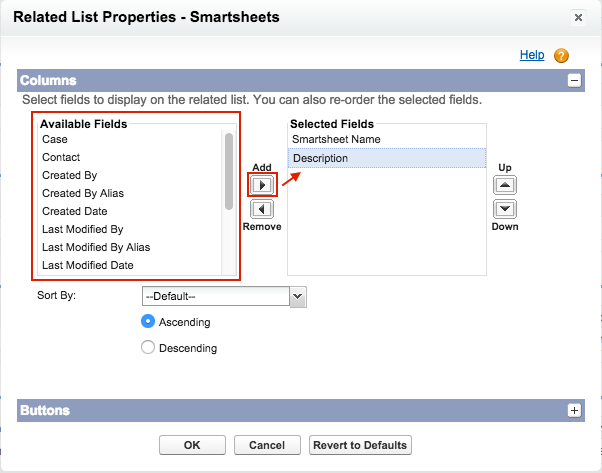 Related List Properties - Smartsheets
Help
Columns
Select fields to display on the related list. You can also re-order the selected fields.
Available Fields
Case
Contact
Created By
Created By Alias
Created Date
Last Modified By
Last Modified By Alias
Last Modified Date
Add
Remove
Selected Fields
Smartsheet Name
Description
Up
Down
Sort By:
--Default--
Ascending
Descending
Buttons
OK
Cancel
Revert to Defaults